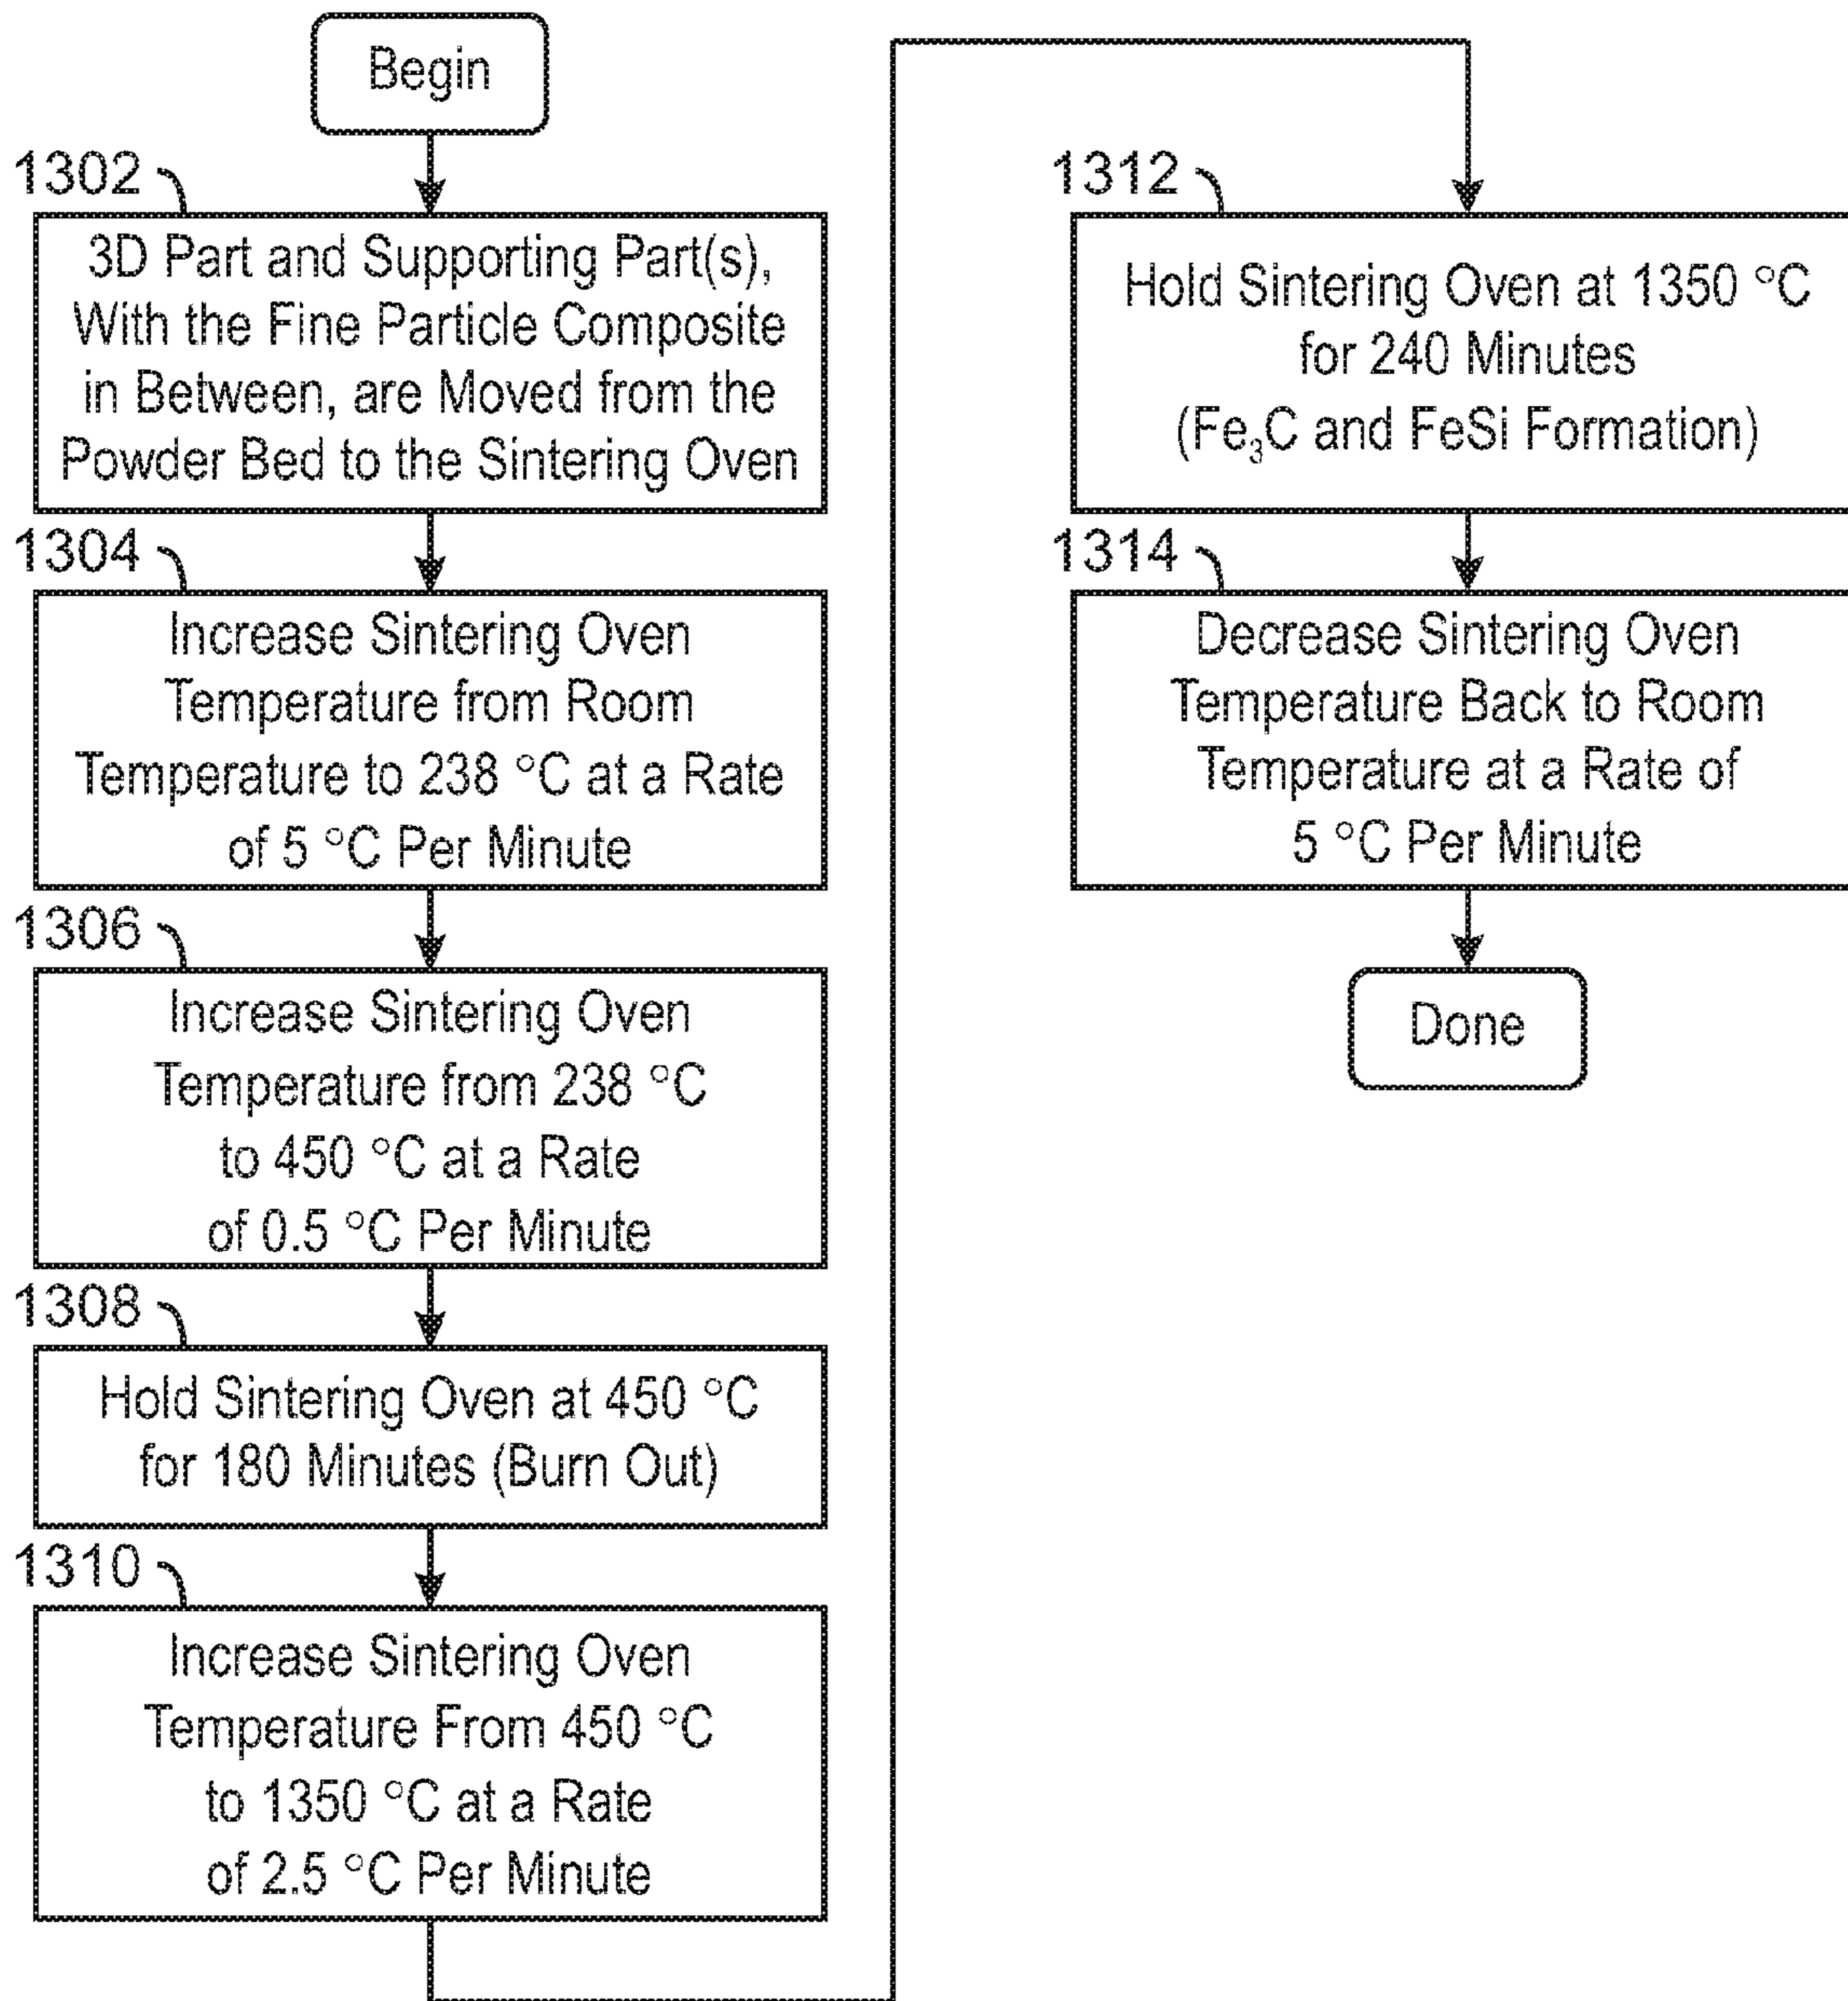 Begin
1302
3D Part and Supporting Part(s),
With the Fine Particle Composite
in Between, are Moved from the
Powder Bed to the Sintering Oven
1304
Increase Sintering Oven
Temperature from Room
Temperature to 238 °C at a Rate
of 5 °C Per Minute
1306
Increase Sintering Oven
Temperature from 238 °C
to 450 °C at a Rate
of 0.5 °C Per Minute
1308
Hold Sintering Oven at 450 °C
for 180 Minutes (Burn Out)
1310
Increase Sintering Oven
Temperature From 450 °C
to 1350 °C at a Rate
of 2.5 °C Per Minute
1312
Hold Sintering Oven at 1350 °C
for 240 Minutes
(Fe₃C and FeSi Formation)
1314
Decrease Sintering Oven
Temperature Back to Room
Temperature at a Rate of
5 °C Per Minute
Done